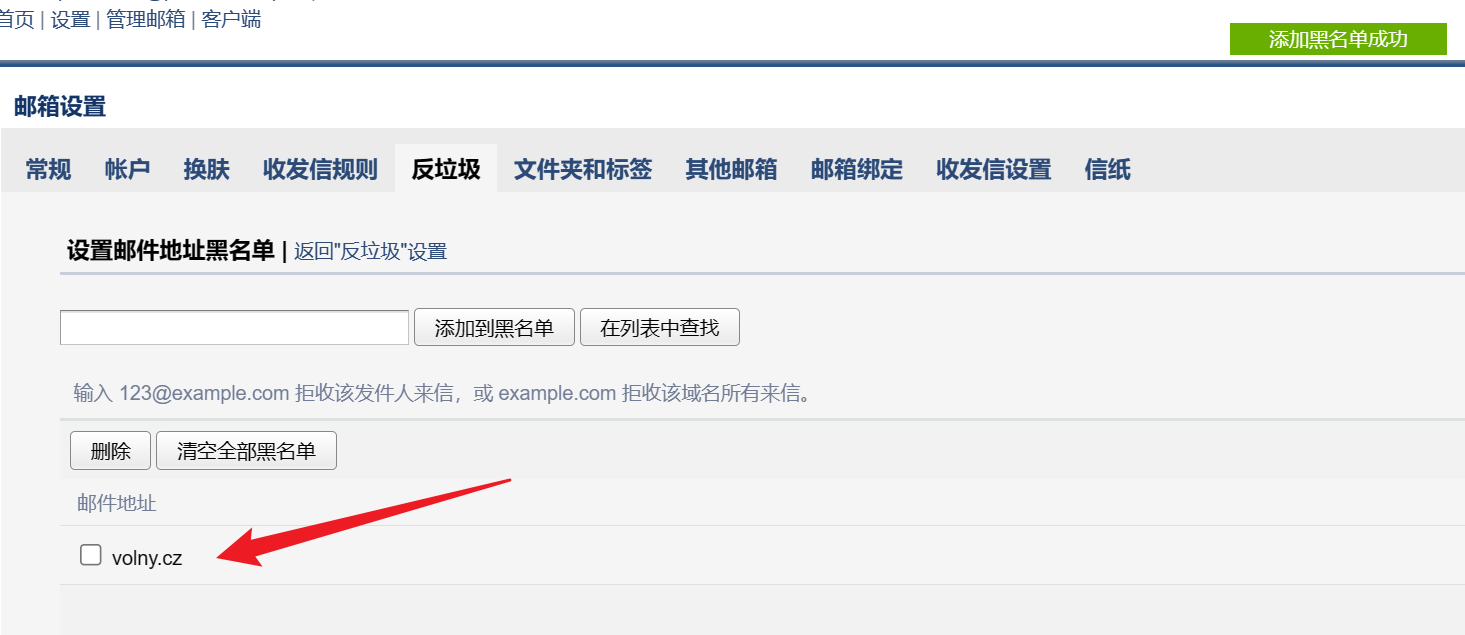 首页 | 设置 | 管理邮箱 | 客户端
添加黑名单成功
邮箱设置
常规 帐户 换肤 收发信规则 反垃圾 文件夹和标签 其他邮箱 邮箱绑定 收发信设置 信纸
设置邮件地址黑名单 | 返回"反垃圾"设置
添加到黑名单 在列表中查找
输入 123@example.com 拒收该发件人来信，或 example.com 拒收该域名所有来信。
删除 清空全部黑名单
邮件地址
volny.cz